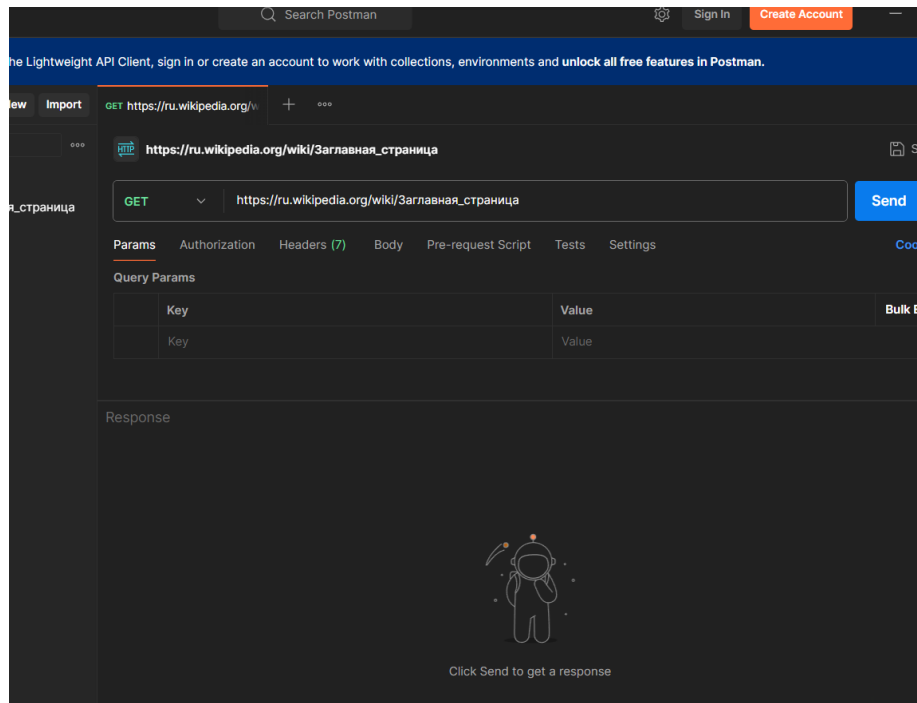 Search Postman Sign In Create Account
he Lightweight API Client, sign in or create an account to work with collections, environments and unlock all free features in Postman.
ew Import GET https://ru.wikipedia.org/w
HTTP https://ru.wikipedia.org/wiki/Заглавная_страница S
я_страница
GET https://ru.wikipedia.org/wiki/Заглавная_страница Send
Params Authorization Headers (7) Body Pre-request Script Tests Settings Coo
Query Params
Key Value Bulk E
Key Value
Response
Click Send to get a response